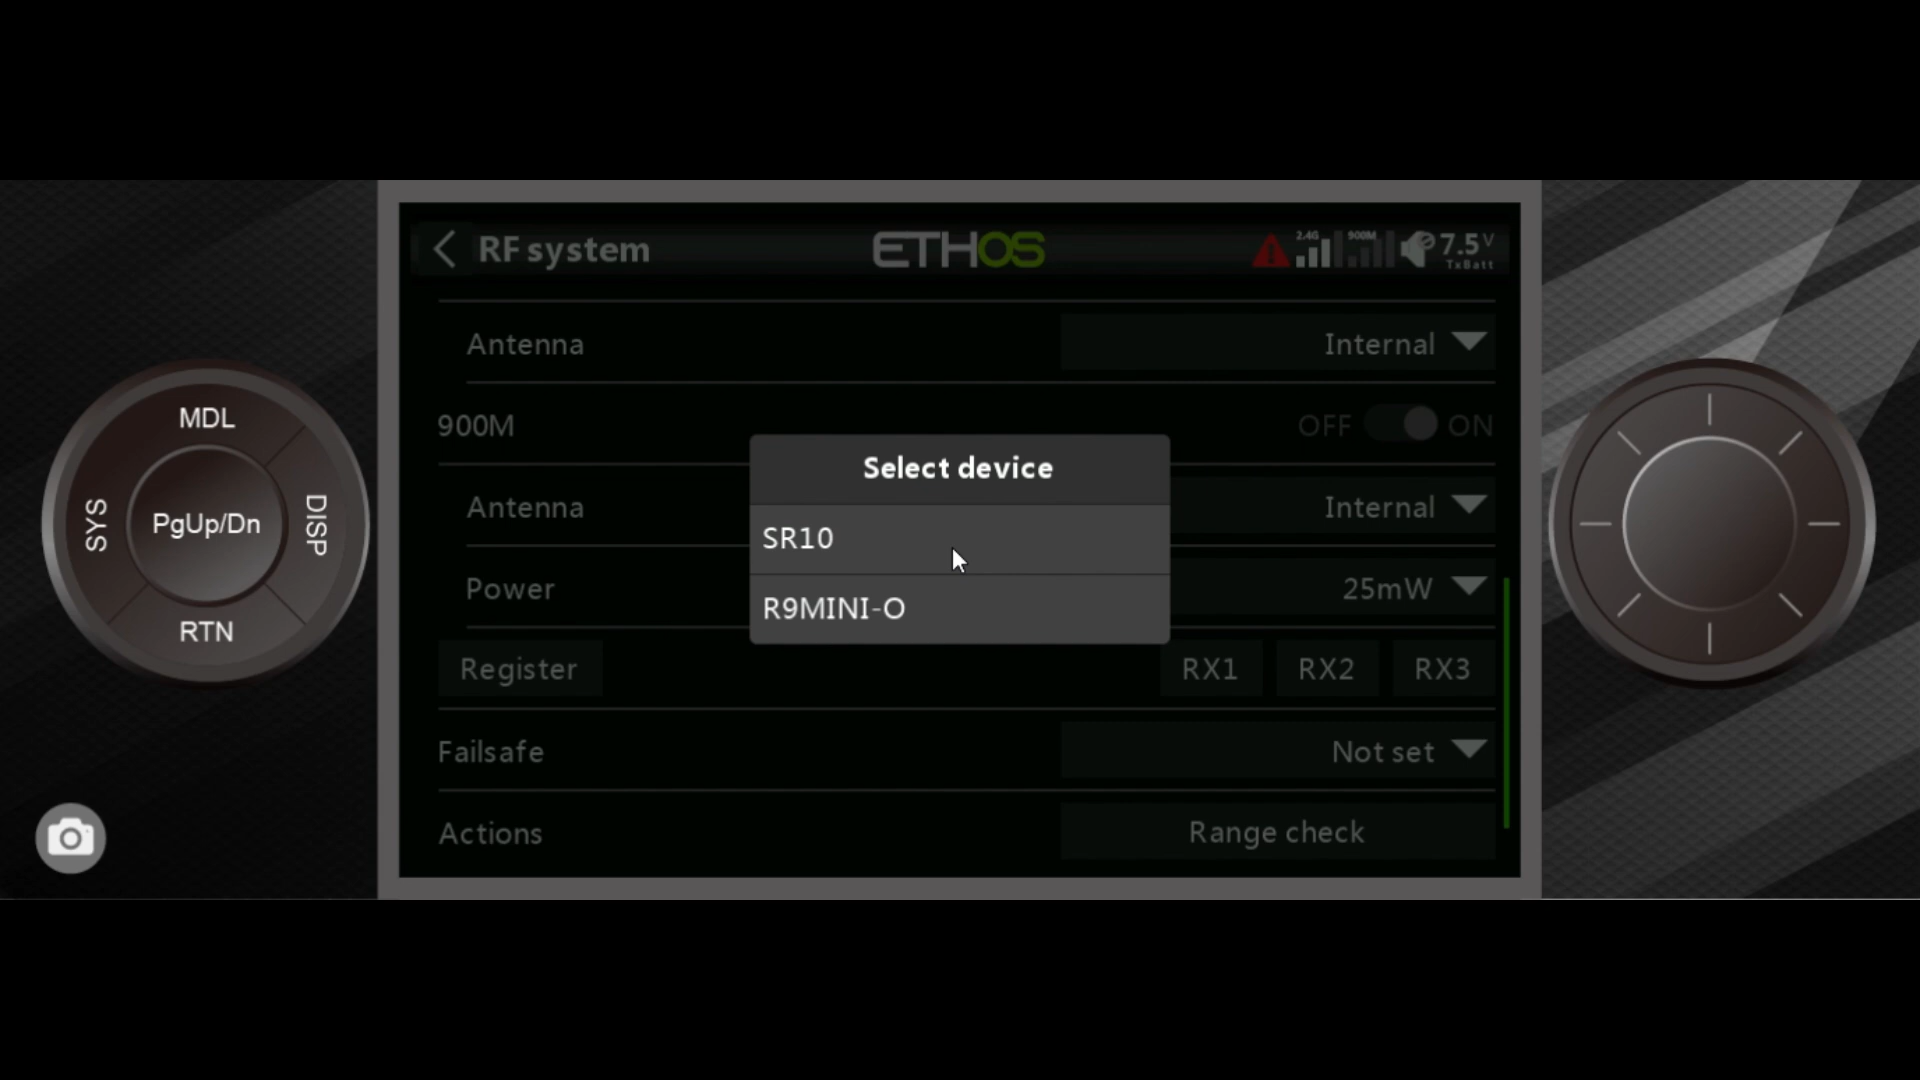 RF system
ETHOS
2.4G
900M
7.5V
TxBatt
Antenna
Internal
900M
OFF
ON
Antenna
Internal
Power
25mW
Register
RX1
RX2
RX3
Failsafe
Not set
Actions
Range check
Select device
SR10
R9MINI-O
MDL
SYS
PgUp/Dn
DISP
RTN